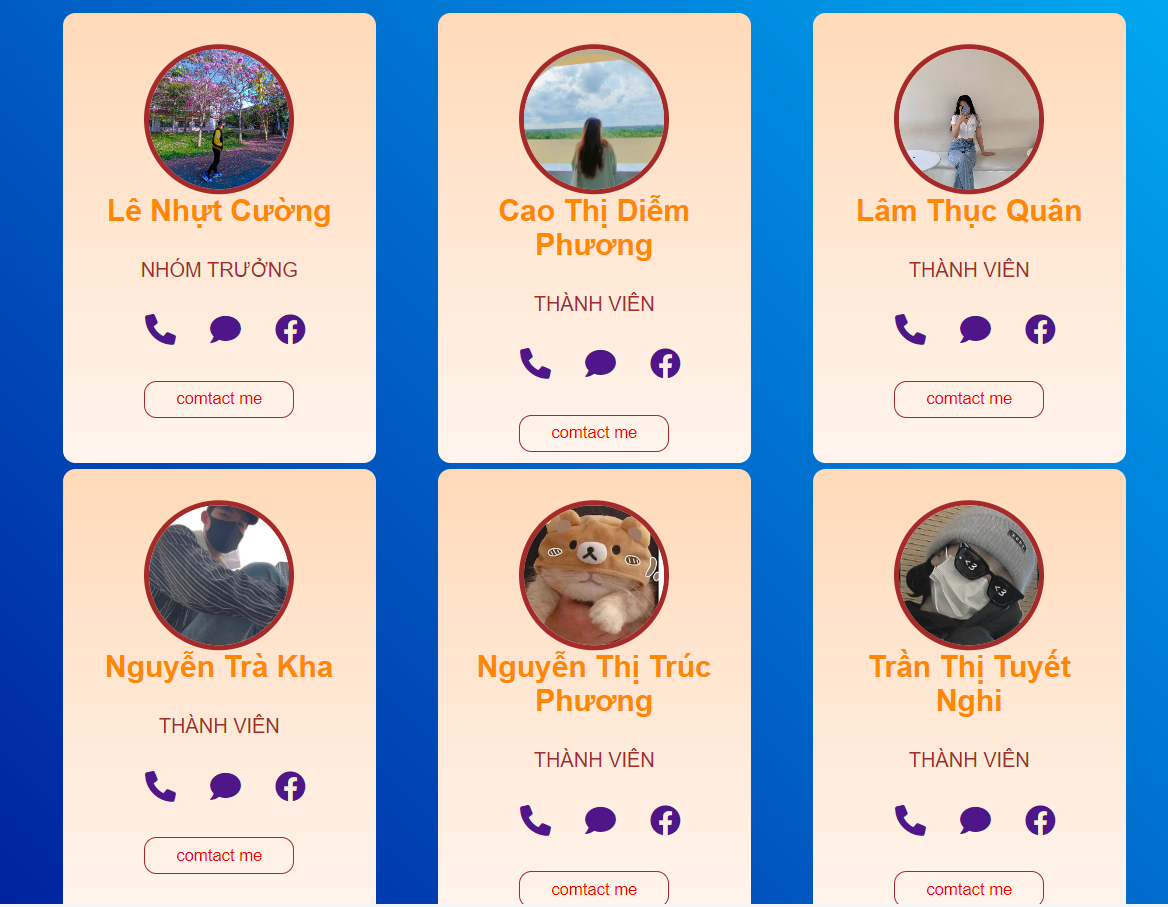 Lê Nhựt Cường
NHÓM TRƯỞNG
comtact me
Cao Thị Diễm
Phương
THÀNH VIÊN
comtact me
Lâm Thục Quân
THÀNH VIÊN
comtact me
Nguyễn Trà Kha
THÀNH VIÊN
comtact me
Nguyễn Thị Trúc
Phương
THÀNH VIÊN
comtact me
<3
<3
Trần Thị Tuyết
Nghi
THÀNH VIÊN
comtact me